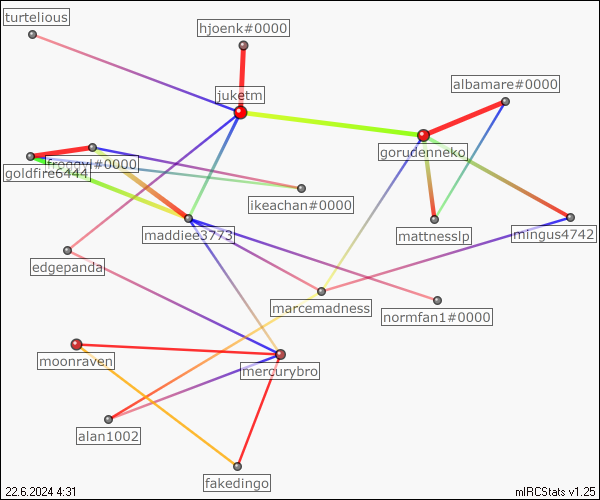 turtelious
hjoenk#0000
albamare#0000
juketm
gorudenneko
froggyl#0000
goldfire6444
ikeachan#0000
maddiee3773
mattnesslp
mingus4742
edgepanda
marcemadness
normfan1#0000
moonraven
mercurybro
alan1002
fakedingo
22.6.2024 4:31
mIRCStats v1.25